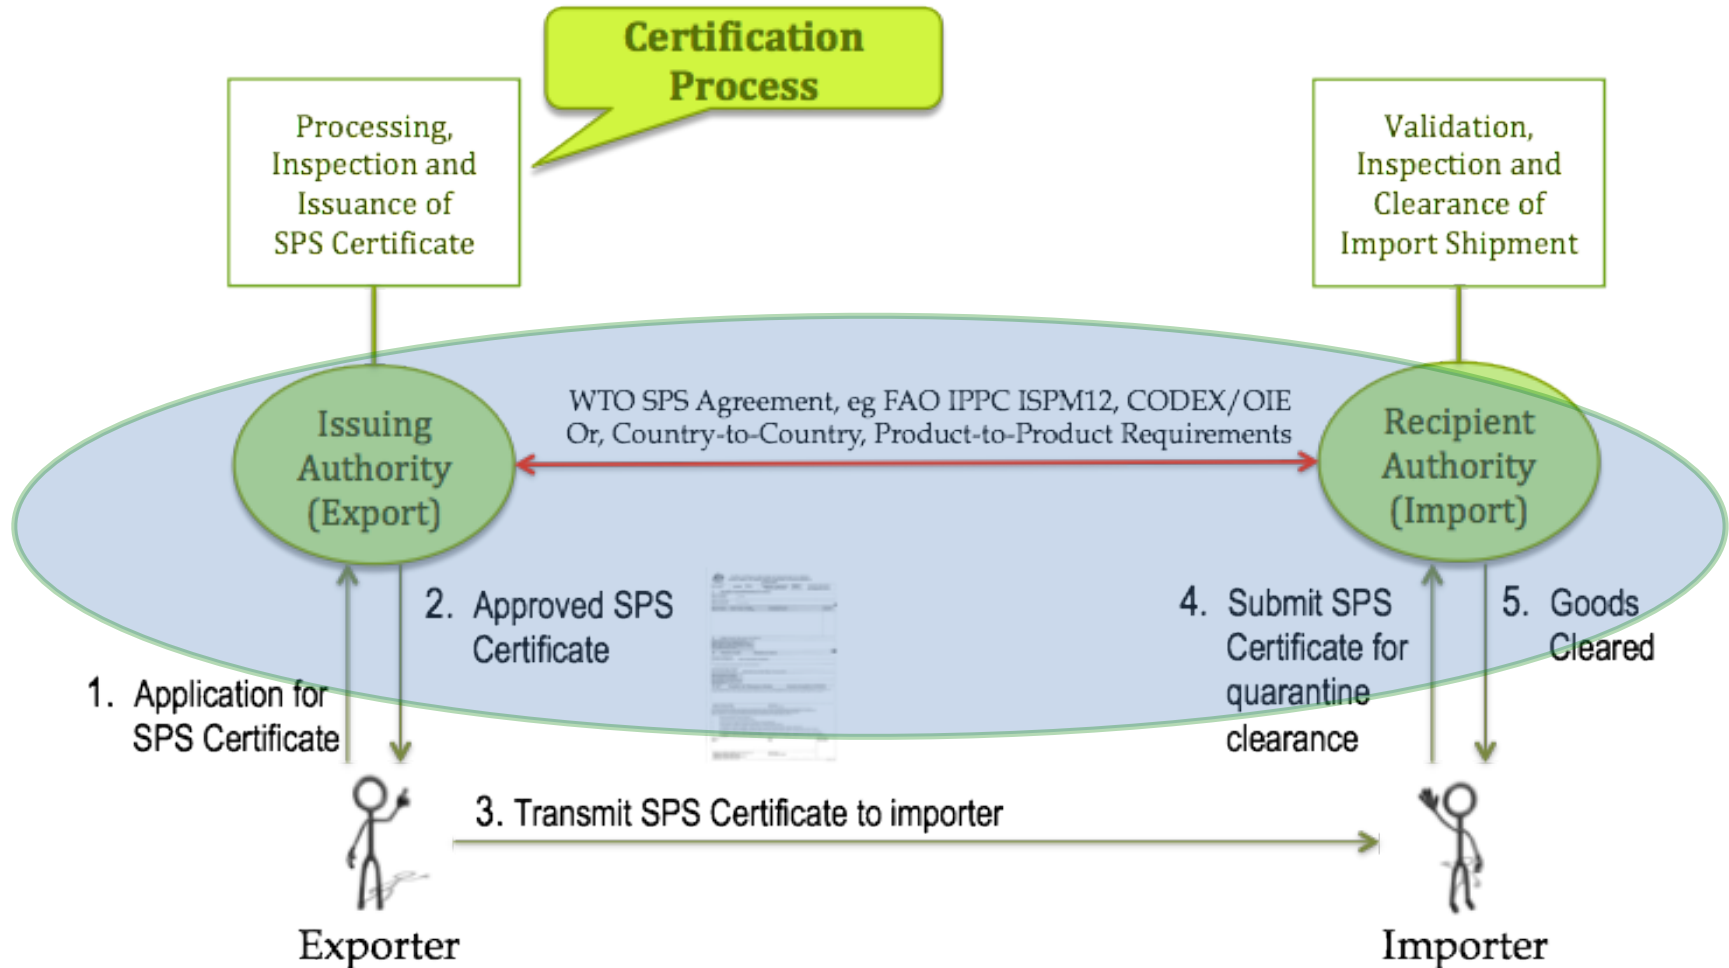 Certification
Process
Processing,
Inspection and
Issuance of
SPS Certificate
Validation,
Inspection and
Clearance of
Import Shipment
Issuing
Authority
(Export)
WTO SPS Agreement, eg FAO IPPC ISPM12, CODEX/OIE
Or, Country-to-Country, Product-to-Product Requirements
Recipient
Authority
(Import)
1. Application for
SPS Certificate
2. Approved SPS
Certificate
4. Submit SPS
Certificate for
quarantine
clearance
5. Goods
Cleared
3. Transmit SPS Certificate to importer
Exporter
Importer